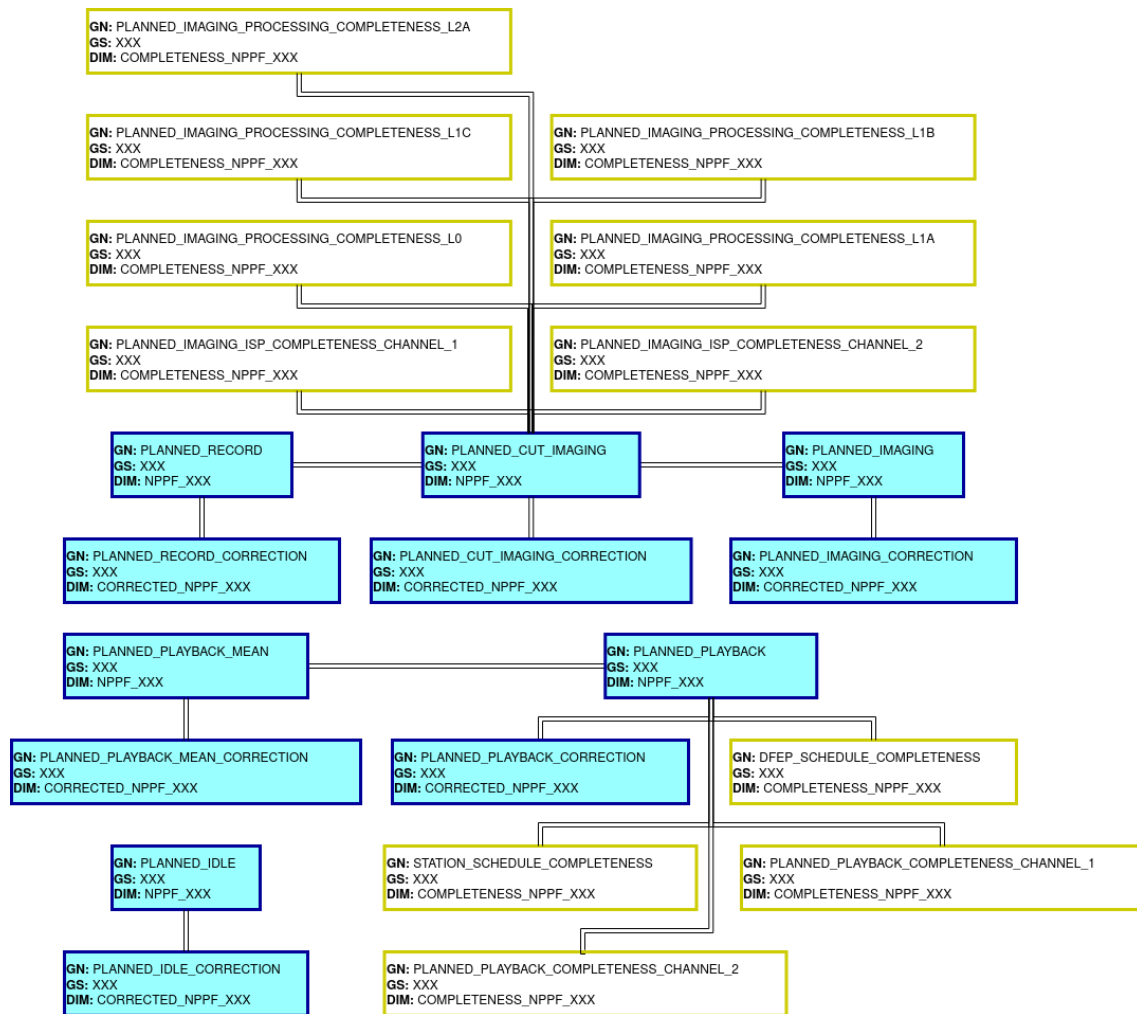 GN: PLANNED_IMAGING_PROCESSING_COMPLETENESS_L2A
GS: XXX
DIM: COMPLETENESS_NPPF_XXX
GN: PLANNED_IMAGING_PROCESSING_COMPLETENESS_L1C
GS: XXX
DIM: COMPLETENESS_NPPF_XXX
GN: PLANNED_IMAGING_PROCESSING_COMPLETENESS_L1B
GS: XXX
DIM: COMPLETENESS_NPPF_XXX
GN: PLANNED_IMAGING_PROCESSING_COMPLETENESS_L0
GS: XXX
DIM: COMPLETENESS_NPPF_XXX
GN: PLANNED_IMAGING_PROCESSING_COMPLETENESS_L1A
GS: XXX
DIM: COMPLETENESS_NPPF_XXX
GN: PLANNED_IMAGING_ISP_COMPLETENESS_CHANNEL_1
GS: XXX
DIM: COMPLETENESS_NPPF_XXX
GN: PLANNED_IMAGING_ISP_COMPLETENESS_CHANNEL_2
GS: XXX
DIM: COMPLETENESS_NPPF_XXX
GN: PLANNED_RECORD
GS: XXX
DIM: NPPF_XXX
GN: PLANNED_CUT_IMAGING
GS: XXX
DIM: NPPF_XXX
GN: PLANNED_IMAGING
GS: XXX
DIM: NPPF_XXX
GN: PLANNED_RECORD_CORRECTION
GS: XXX
DIM: CORRECTED_NPPF_XXX
GN: PLANNED_CUT_IMAGING_CORRECTION
GS: XXX
DIM: CORRECTED_NPPF_XXX
GN: PLANNED_IMAGING_CORRECTION
GS: XXX
DIM: CORRECTED_NPPF_XXX
GN: PLANNED_PLAYBACK_MEAN
GS: XXX
DIM: NPPF_XXX
GN: PLANNED_PLAYBACK
GS: XXX
DIM: NPPF_XXX
GN: PLANNED_PLAYBACK_MEAN_CORRECTION
GS: XXX
DIM: CORRECTED_NPPF_XXX
GN: PLANNED_PLAYBACK_CORRECTION
GS: XXX
DIM: CORRECTED_NPPF_XXX
GN: DFEP_SCHEDULE_COMPLETENESS
GS: XXX
DIM: COMPLETENESS_NPPF_XXX
GN: PLANNED_IDLE
GS: XXX
DIM: NPPF_XXX
GN: STATION_SCHEDULE_COMPLETENESS
GS: XXX
DIM: COMPLETENESS_NPPF_XXX
GN: PLANNED_PLAYBACK_COMPLETENESS_CHANNEL_1
GS: XXX
DIM: COMPLETENESS_NPPF_XXX
GN: PLANNED_IDLE_CORRECTION
GS: XXX
DIM: CORRECTED_NPPF_XXX
GN: PLANNED_PLAYBACK_COMPLETENESS_CHANNEL_2
GS: XXX
DIM: COMPLETENESS_NPPF_XXX